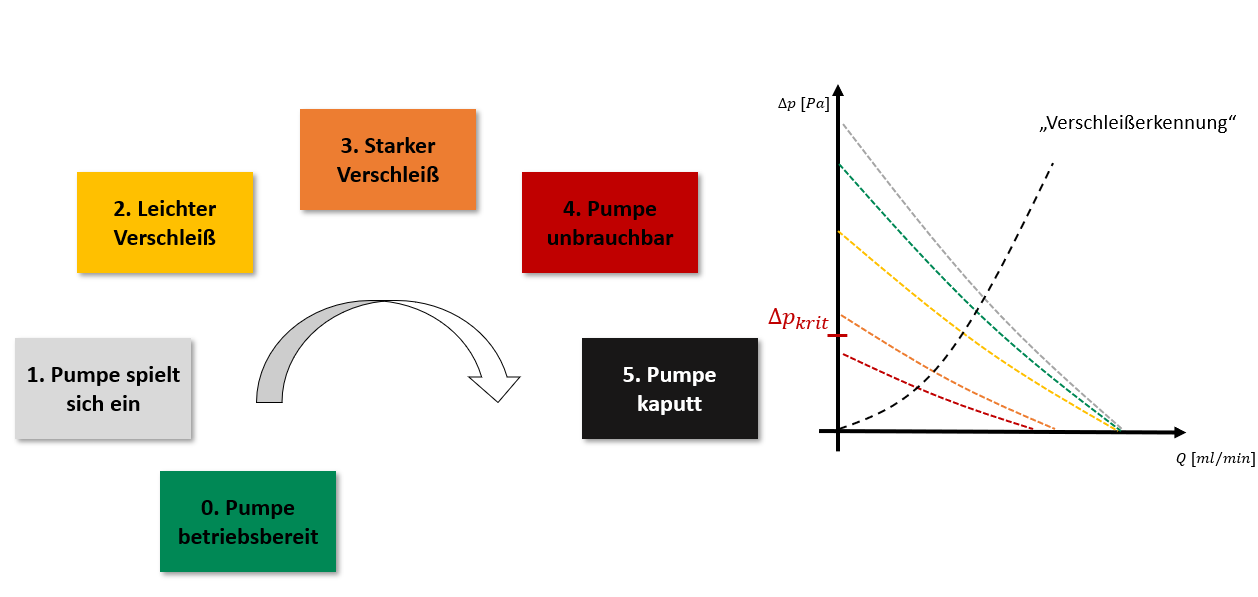 3. Starker
Verschleiß
2. Leichter
Verschleiß
4. Pumpe
unbrauchbar
1. Pumpe spielt
sich ein
5. Pumpe
kaputt
0. Pumpe
betriebsbereit
Δp [Pa]
„Verschleißerkennung“
Δp_krit
Q [ml/min]